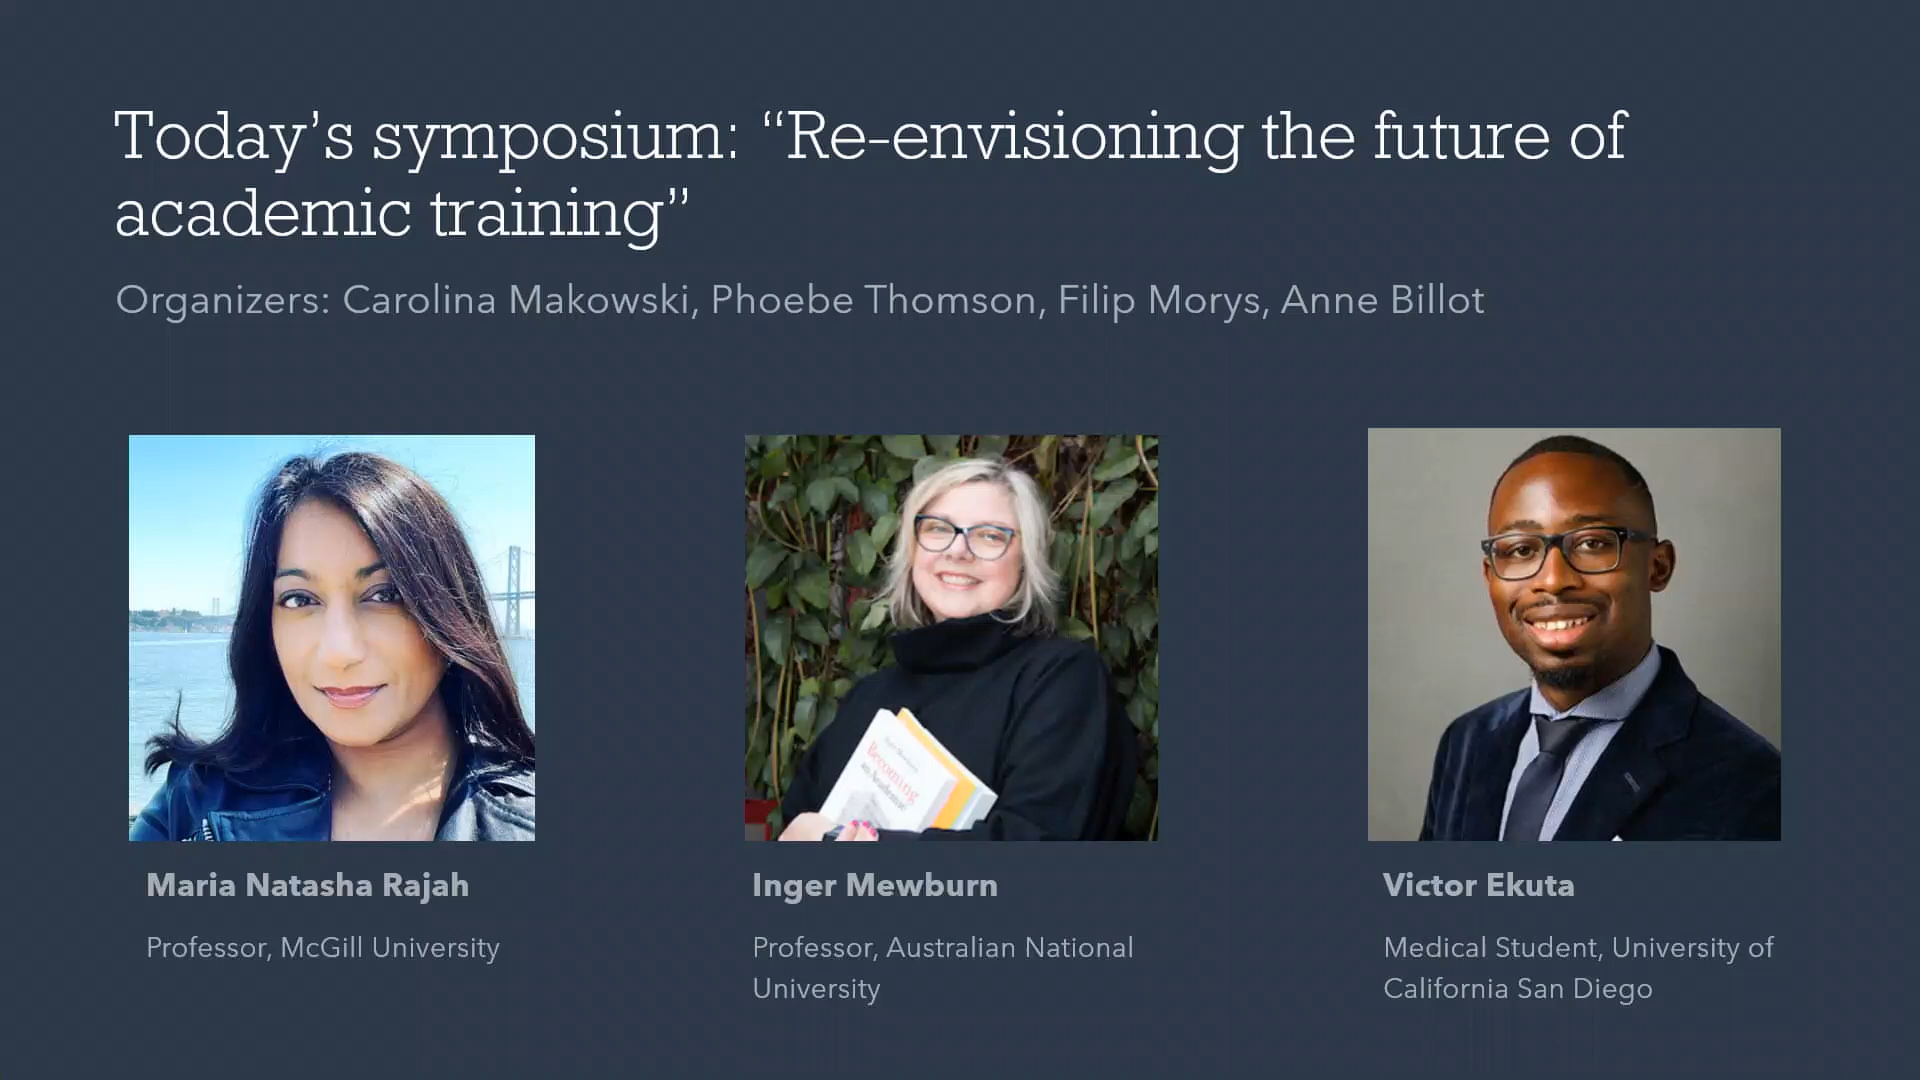 Today’s symposium: “Re-envisioning the future of
academic training”
Organizers: Carolina Makowski, Phoebe Thomson, Filip Morys, Anne Billot
Becoming
Maria Natasha Rajah
Professor, McGill University
Inger Mewburn
Professor, Australian National
University
Victor Ekuta
Medical Student, University of
California San Diego